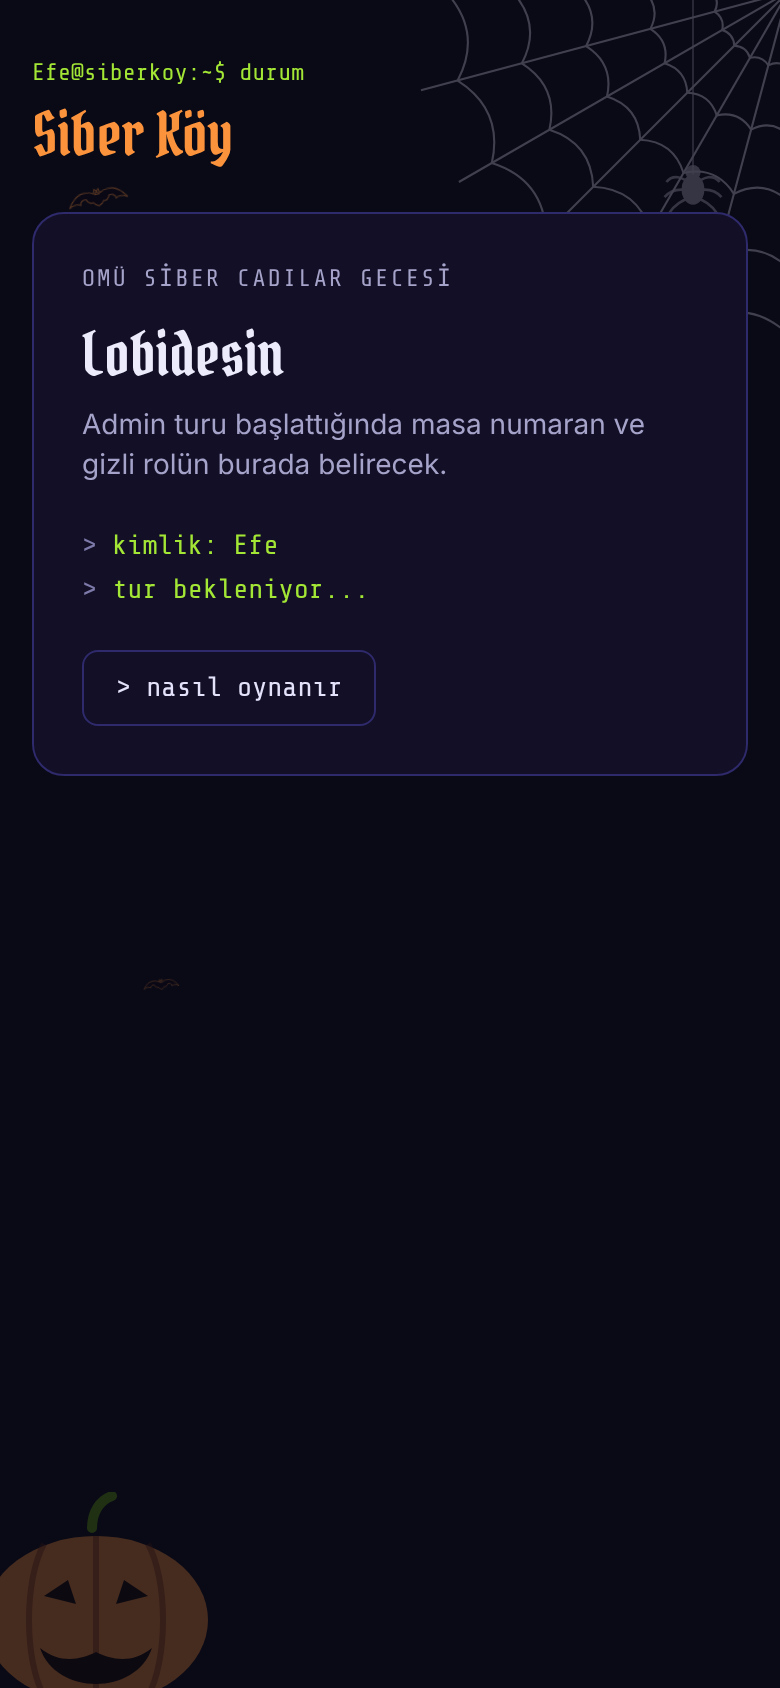 Efe@siberkoy:~$ durum
Siber Köy
OMÜ SİBER CADILAR GECESİ
Lobidesin
Admin turu başlattığında masa numaran ve
gizli rolün burada belirecek.
> kimlik: Efe
> tur bekleniyor...
> nasıl oynanır